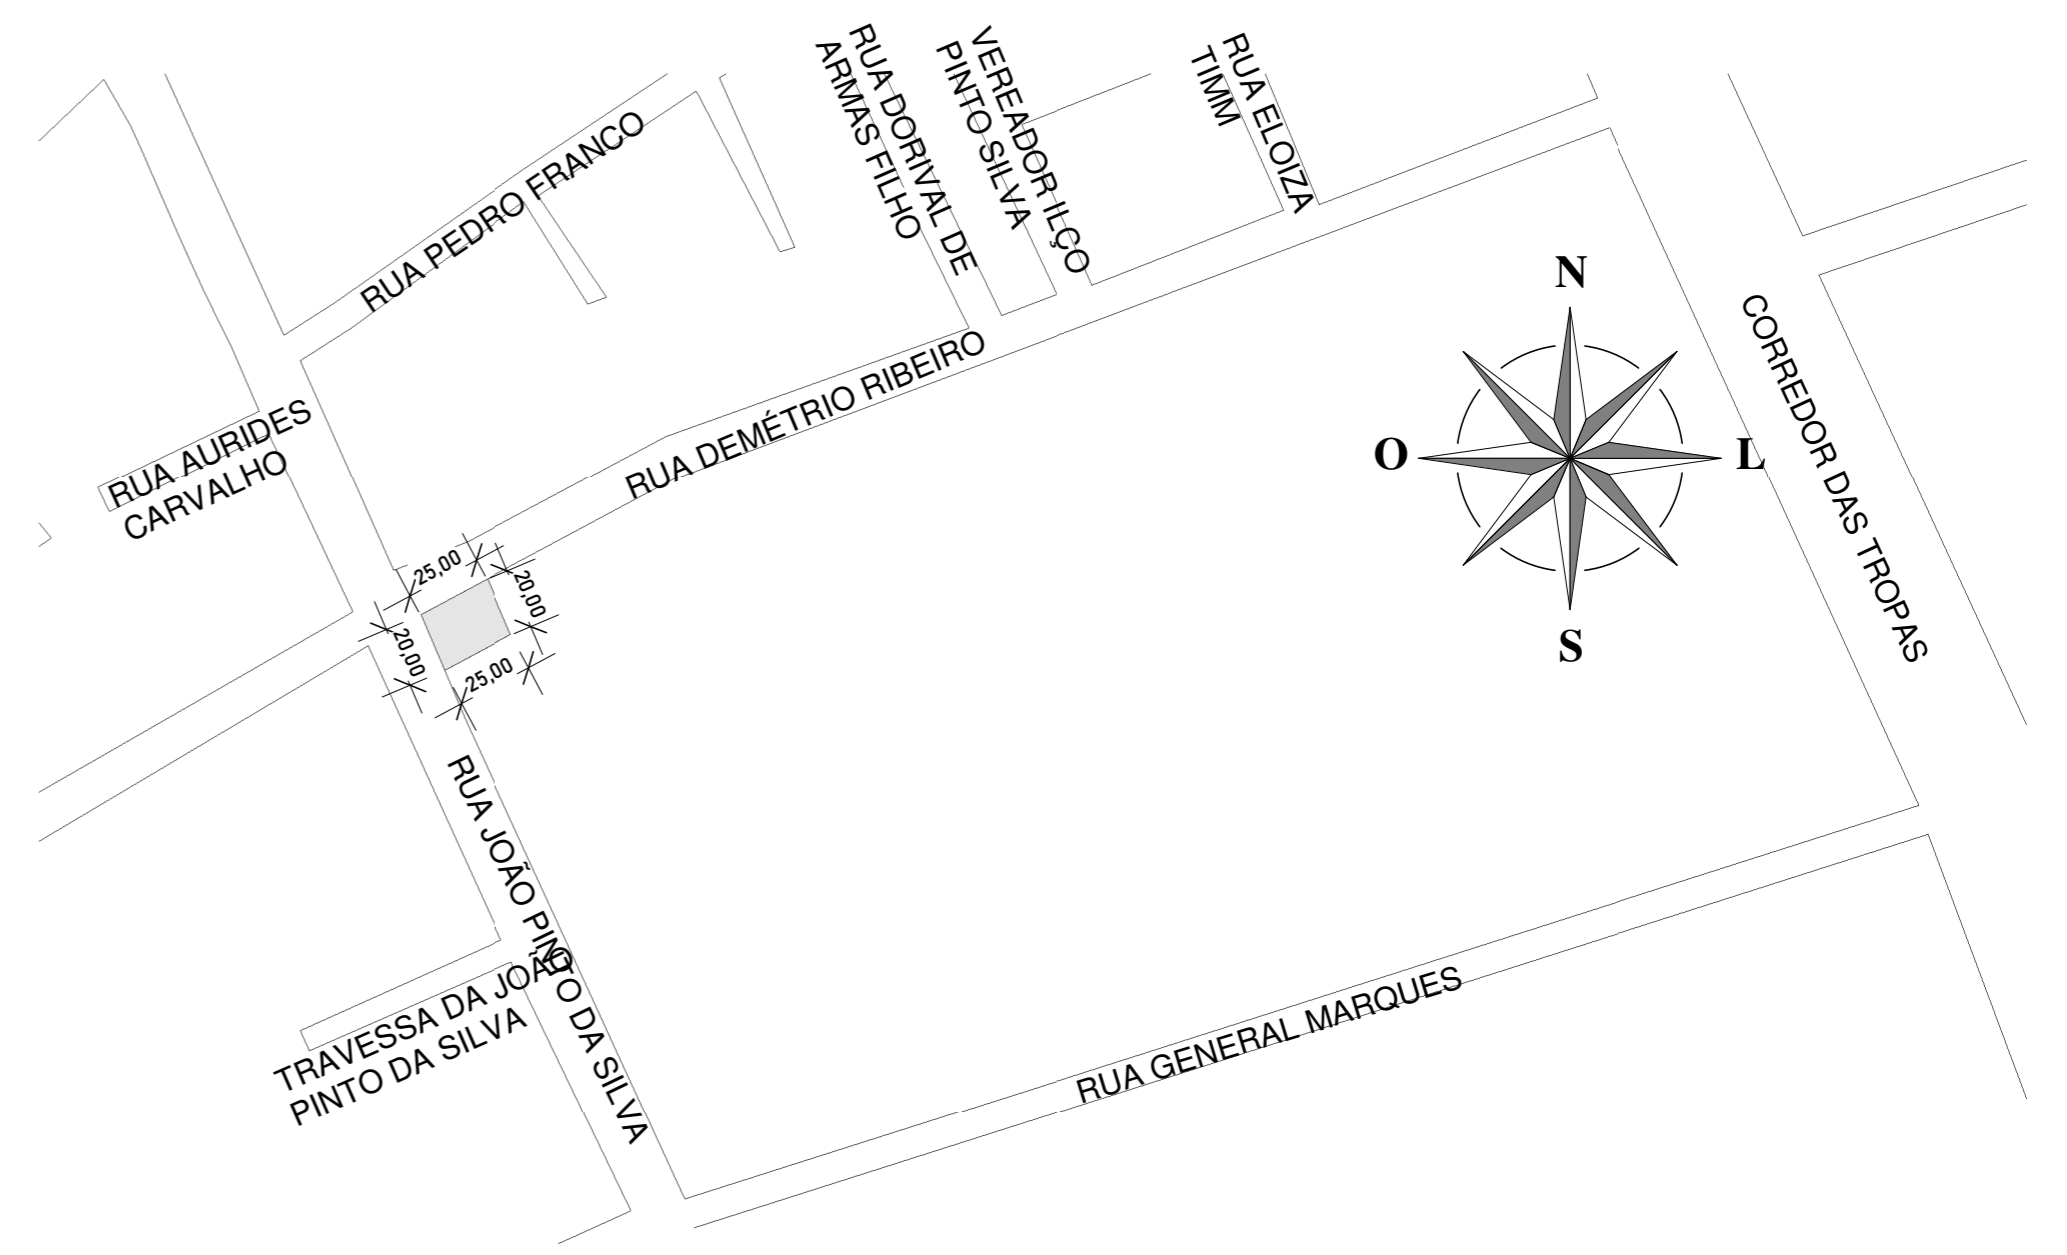 RUA DORIVAL DE
ARMAS FILHO
VEREADOR ILÇO
PINTO SILVA
RUA ELOIZA
TIMM
RUA PEDRO FRANCO
N
O
L
S
CORREDOR DAS TROPAS
RUA DEMÉTRIO RIBEIRO
RUA AURIDES
CARVALHO
25,00
20,00
20,00
25,00
RUA JOÃO PINTO DA SILVA
TRAVESSA DA JOÃO
PINTO DA SILVA
RUA GENERAL MARQUES